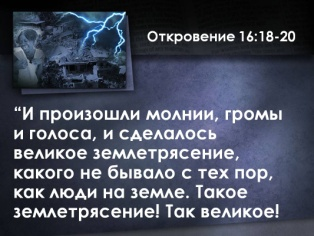 Откровение 16:18-20
“И произошли молнии, громы
и голоса, и сделалось
великое землетрясение,
какого не бывало с тех пор,
как люди на земле. Такое
землетрясение! Так великое!